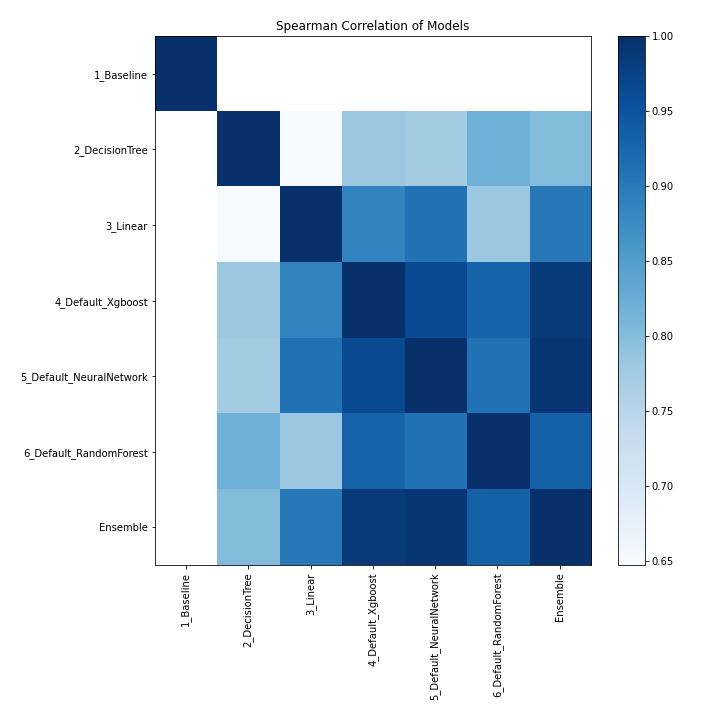 Spearman Correlation of Models
1_Baseline
2_DecisionTree
3_Linear
4_Default_Xgboost
5_Default_NeuralNetwork
6_Default_RandomForest
Ensemble
1_Baseline
2_DecisionTree
3_Linear
4_Default_Xgboost
5_Default_NeuralNetwork
6_Default_RandomForest
Ensemble
1.00
0.95
0.90
0.85
0.80
0.75
0.70
0.65